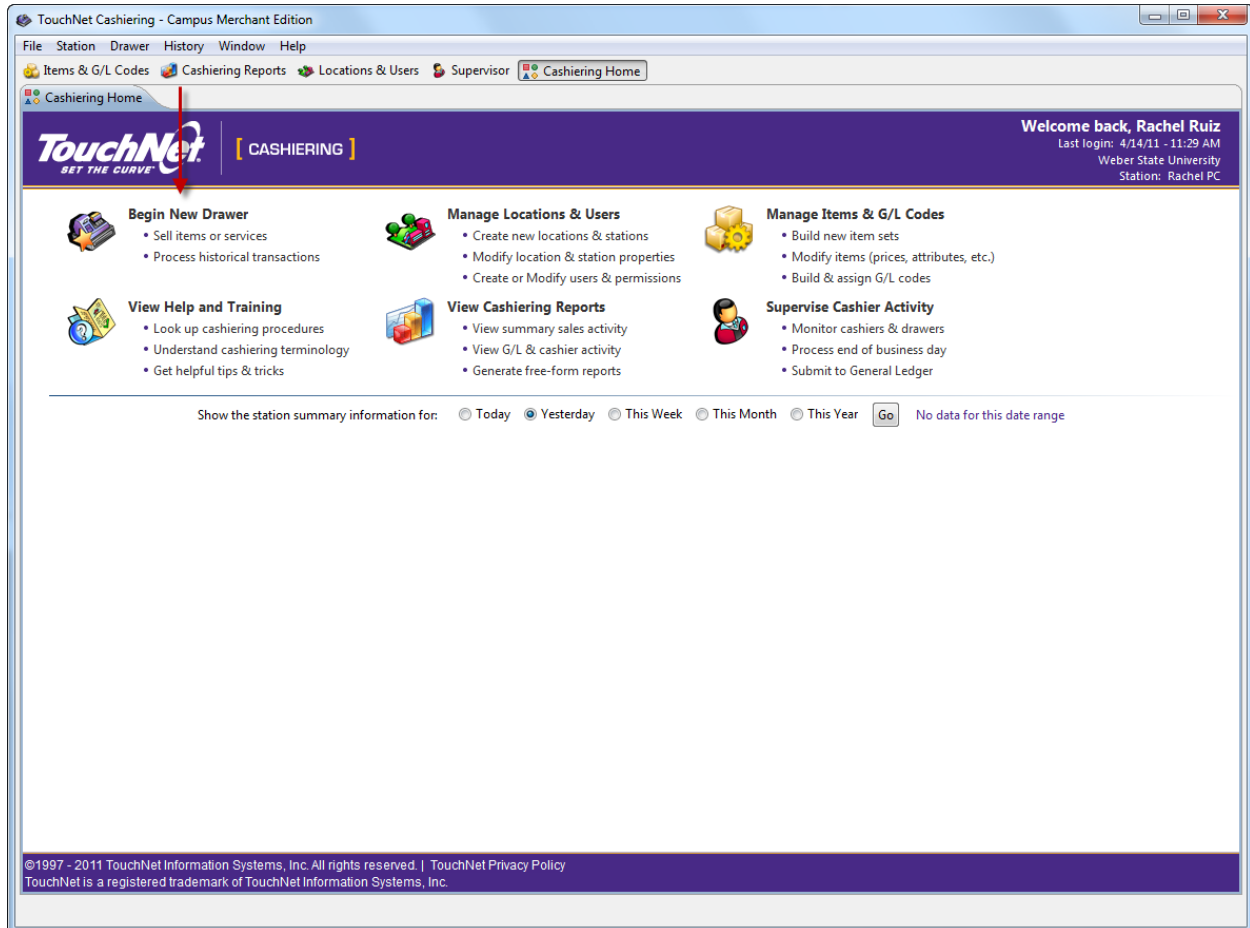 TouchNet Cashiering - Campus Merchant Edition
File Station Drawer History Window Help
Items & G/L Codes Cashiering Reports Locations & Users Supervisor Cashiering Home
Cashiering Home
TouchNet.
SET THE CURVE
[ CASHIERING ]
Welcome back, Rachel Ruiz
Last login: 4/14/11 - 11:29 AM
Weber State University
Station: Rachel PC
Begin New Drawer
• Sell items or services
• Process historical transactions
Manage Locations & Users
• Create new locations & stations
• Modify location & station properties
• Create or Modify users & permissions
Manage Items & G/L Codes
• Build new item sets
• Modify items (prices, attributes, etc.)
• Build & assign G/L codes
View Help and Training
• Look up cashiering procedures
• Understand cashiering terminology
• Get helpful tips & tricks
View Cashiering Reports
• View summary sales activity
• View G/L & cashier activity
• Generate free-form reports
Supervise Cashier Activity
• Monitor cashiers & drawers
• Process end of business day
• Submit to General Ledger
Show the station summary information for: Today Yesterday This Week This Month This Year Go No data for this date range
©1997 - 2011 TouchNet Information Systems, Inc. All rights reserved. | TouchNet Privacy Policy
TouchNet is a registered trademark of TouchNet Information Systems, Inc.